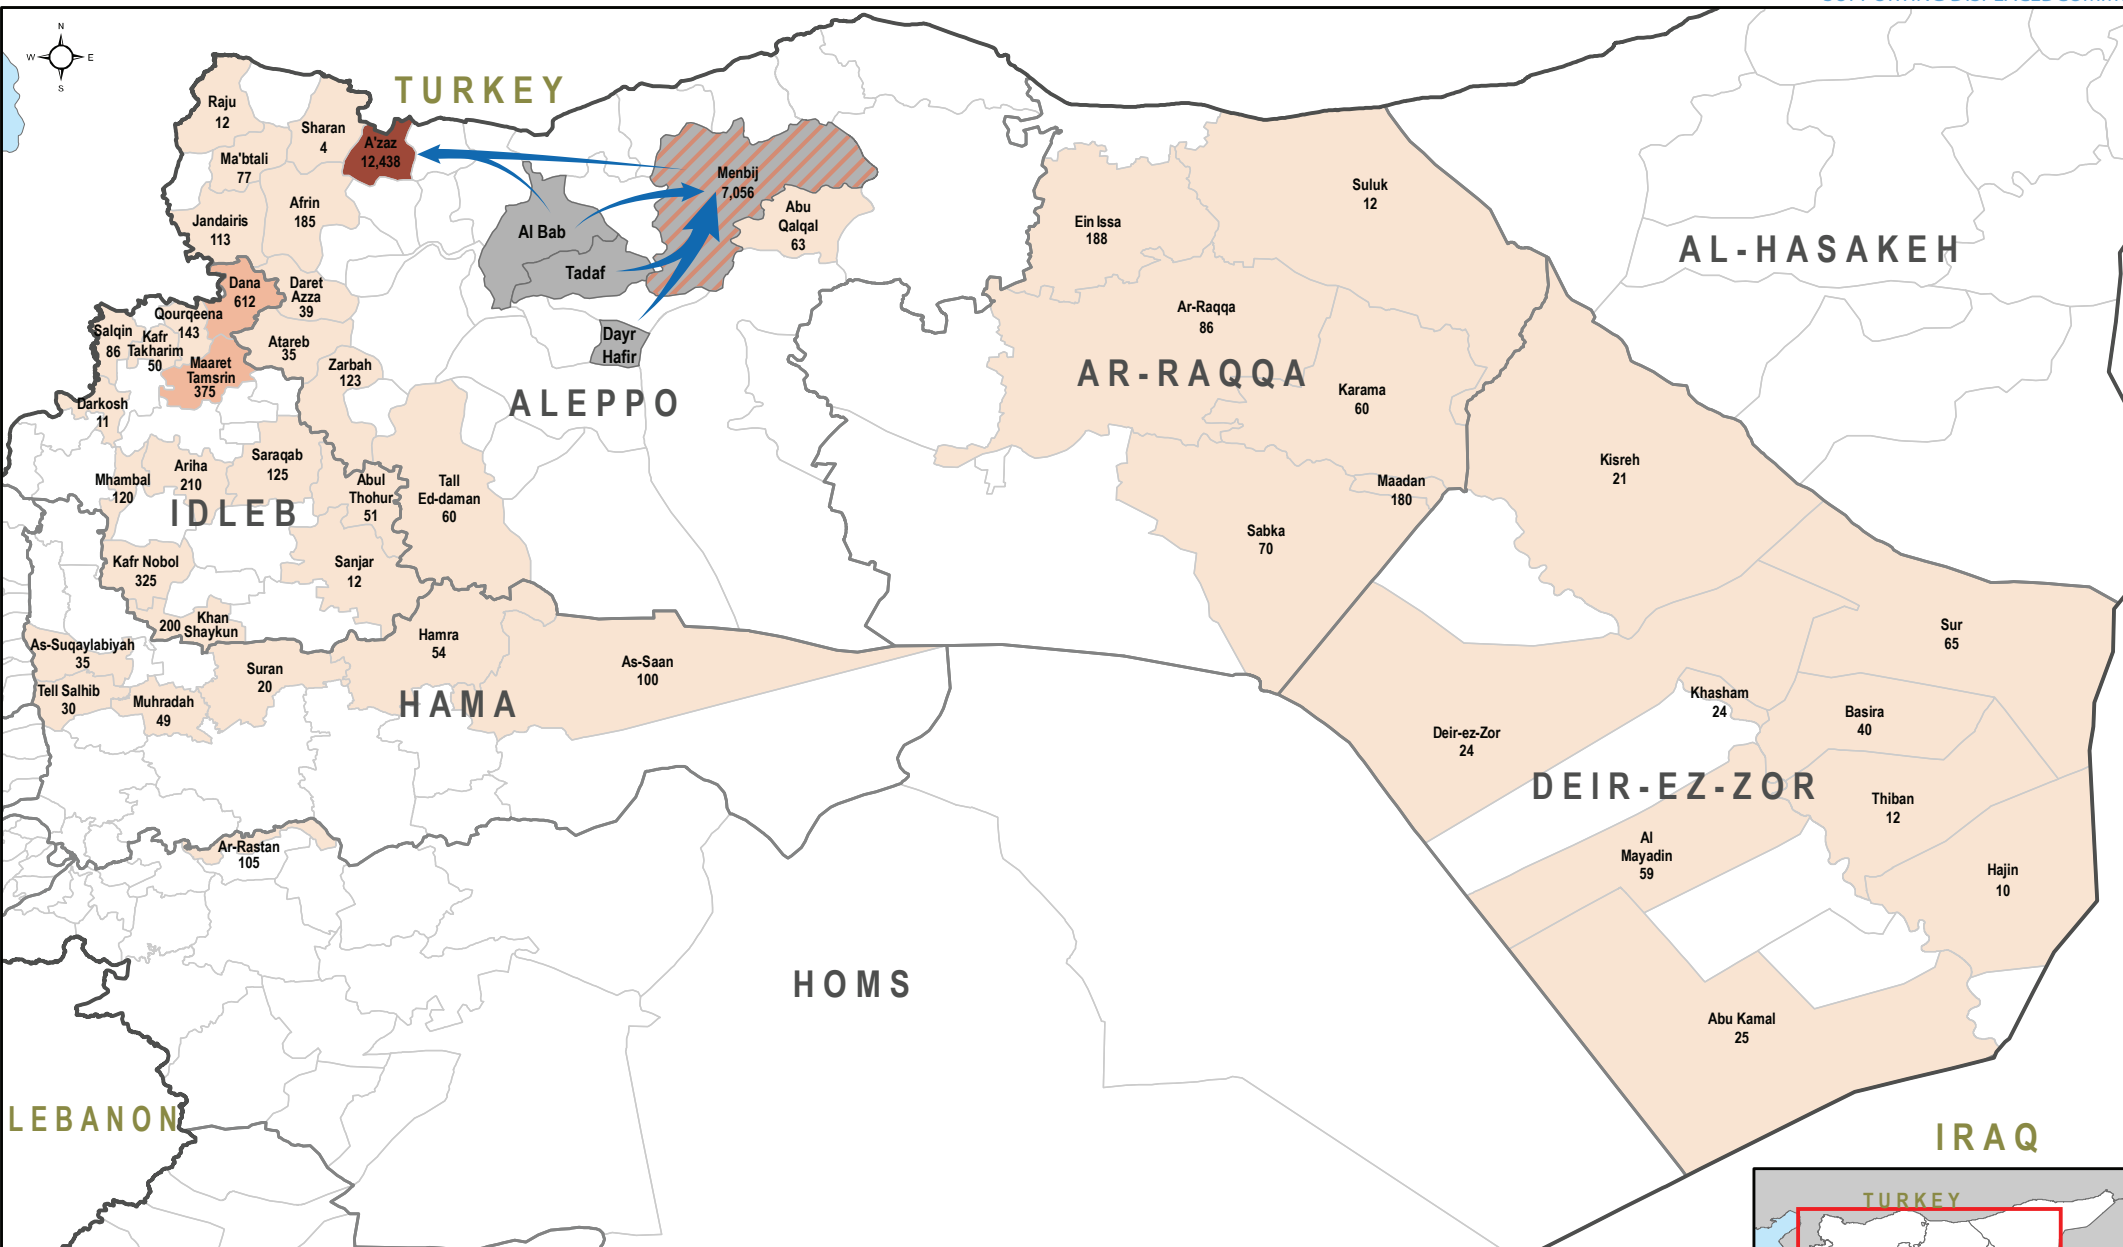 N
W
E
S
TURKEY
Raju
12
Sharan
4
A'zaz
12,438
Ma'btali
77
Afrin
185
Jandairis
113
Menbij
7,056
Abu
Qalqal
63
Al Bab
Tadaf
Dayr
Hafir
Dana
612
Daret
Azza
39
Qourqeena
143
Salqin
86
Kafr
Takharim
50
Maaret
Tamsrin
375
Atareb
35
Zarbah
123
Darkosh
11
ALEPPO
Ein Issa
188
Suluk
12
AL-HASAKEH
Ar-Raqqa
86
AR-RAQQA
Karama
60
Kisreh
21
Maadan
180
Sabka
70
Mhambal
120
Ariha
210
Saraqab
125
Abul
Thohur
51
Tall
Ed-daman
60
IDLEB
Kafr Nobol
325
Sanjar
12
200
Khan
Shaykun
As-Suqaylabiyah
35
Tell Salhib
30
Muhradah
49
Suran
20
Hamra
54
As-Saan
100
HAMA
Sur
65
Khasham
24
Basira
40
Deir-ez-Zor
24
DEIR-EZ-ZOR
Thiban
12
Al
Mayadin
59
Hajin
10
Ar-Rastan
105
HOMS
Abu Kamal
25
LEBANON
IRAQ
TURKEY